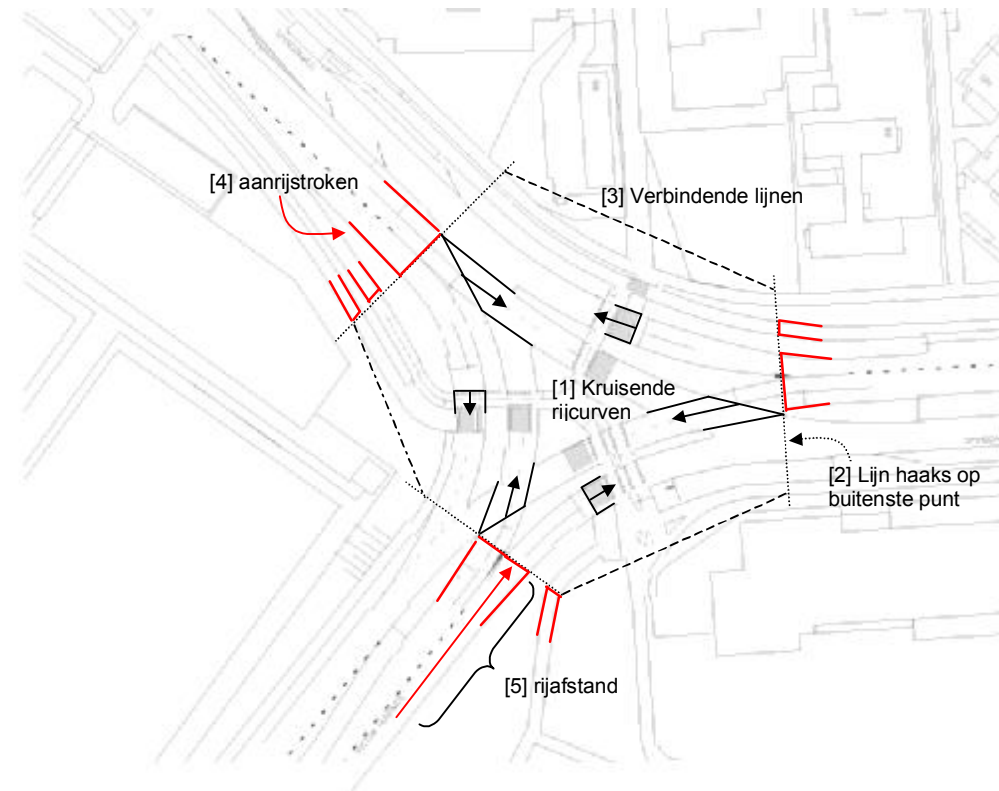 [4] aanrijstroken
[3] Verbindende lijnen
[1] Kruisende
rijcurven
[2] Lijn haaks op
buitenste punt
[5] rijafstand